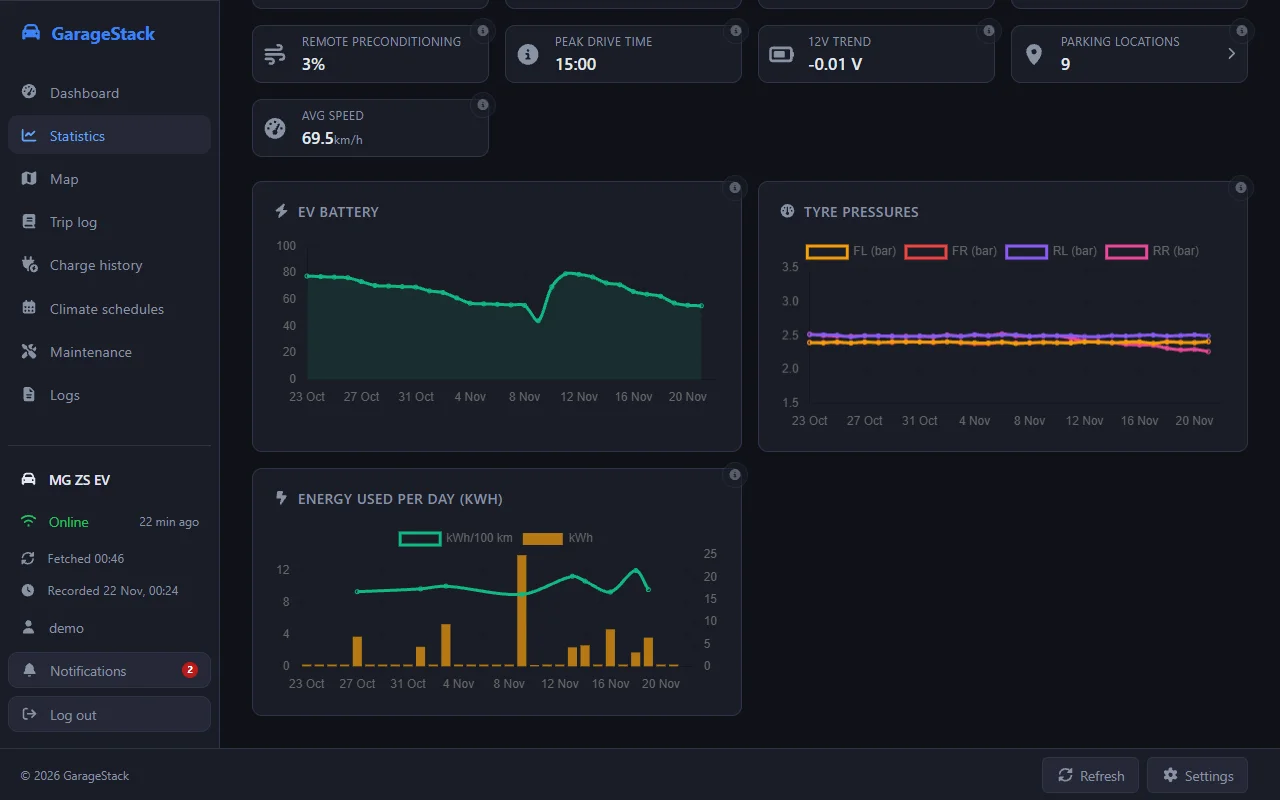 GarageStack
Dashboard
Statistics
Map
Trip log
Charge history
Climate schedules
Maintenance
Logs
MG ZS EV
Online 22 min ago
Fetched 00:46
Recorded 22 Nov, 00:24
demo
Notifications 2
Log out
REMOTE PRECONDITIONING
3%
PEAK DRIVE TIME
15:00
12V TREND
-0.01 V
PARKING LOCATIONS
9
AVG SPEED
69.5km/h
EV BATTERY
100
80
60
40
20
0
23 Oct 27 Oct 31 Oct 4 Nov 8 Nov 12 Nov 16 Nov 20 Nov
TYRE PRESSURES
FL (bar) FR (bar) RL (bar) RR (bar)
3.5
3.0
2.5
2.0
1.5
23 Oct 27 Oct 31 Oct 4 Nov 8 Nov 12 Nov 16 Nov 20 Nov
ENERGY USED PER DAY (KWH)
kWh/100 km kWh
12
8
4
0
25
20
15
10
5
0
23 Oct 27 Oct 31 Oct 4 Nov 8 Nov 12 Nov 16 Nov 20 Nov
© 2026 GarageStack
Refresh
Settings